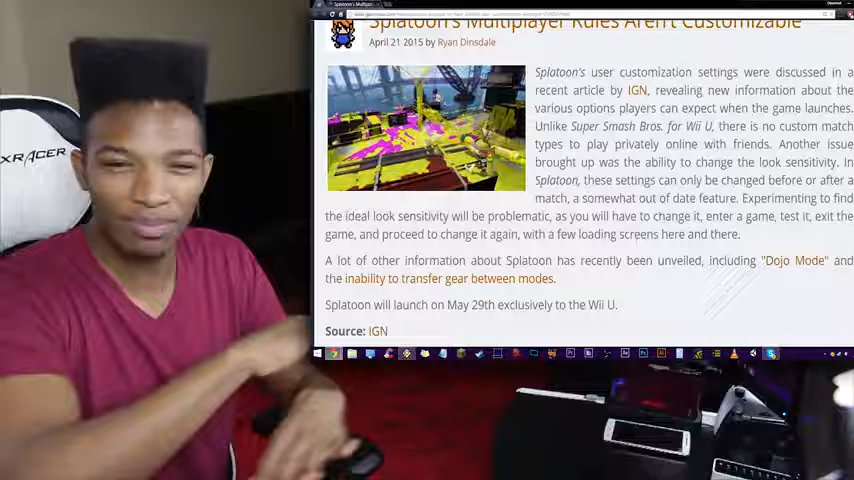 Splatoon's Multiplayer Rules Aren't Customizable
April 21 2015 by Ryan Dinsdale
Splatoon's user customization settings were discussed in a
recent article by IGN, revealing new information about the
various options players can expect when the game launches.
Unlike Super Smash Bros. for Wii U, there is no custom match
types to play privately online with friends. Another issue
brought up was the ability to change the look sensitivity. In
Splatoon, these settings can only be changed before or after a
match, a somewhat out of date feature. Experimenting to find
the ideal look sensitivity will be problematic, as you will have to change it, enter a game, test it, exit the
game, and proceed to change it again, with a few loading screens here and there.
A lot of other information about Splatoon has recently been unveiled, including "Dojo Mode" and
the inability to transfer gear between modes.
Splatoon will launch on May 29th exclusively to the Wii U.
Source: IGN
XRACER